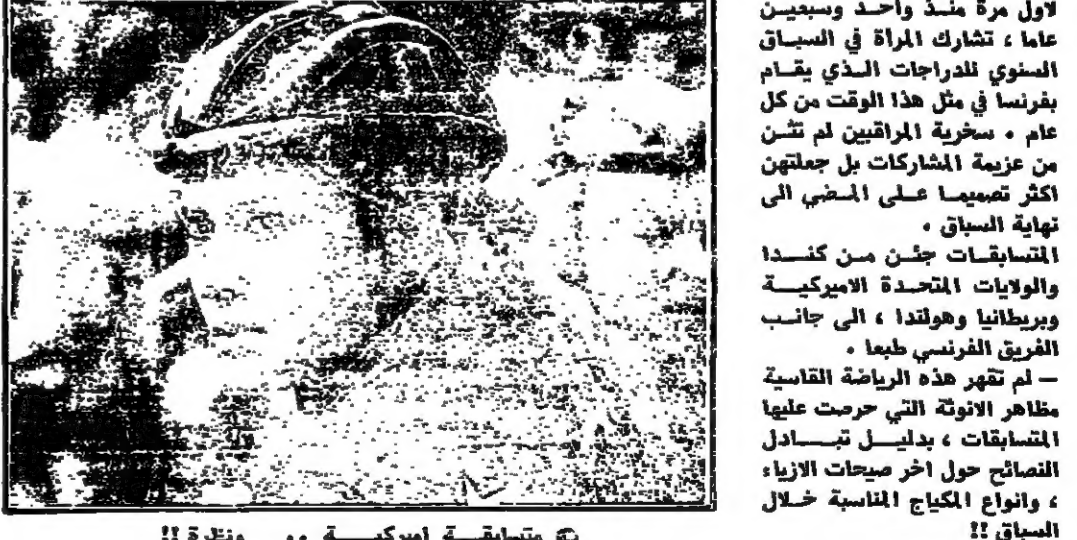 لاول مرة منذ واحد وسبعين
عاما ، تشارك المرأة في السباق
السنوي للدراجات الذي يقام
بفرنسا في مثل هذا الوقت من كل
عام . سخرية المراقبين لم تثن
من عزيمة المشاركات بل جعلتهن
اكثر تصميما على المضي الى
نهاية السباق .
المتسابقات جئن من كندا
والولايات المتحدة الاميركية
وبريطانيا وهولندا ، الى جانب
الفريق الفرنسي طبعا .
— لم تقهر هذه الرياضة القاسية
مظاهر الانوثة التي حرصت عليها
المتسابقات ، بدليل تبادل
النصائح حول اخر صيحات الازياء
، وانواع المكياج المناسبة خلال
السباق !!
متسابقة اميركية .. ونظرة !!